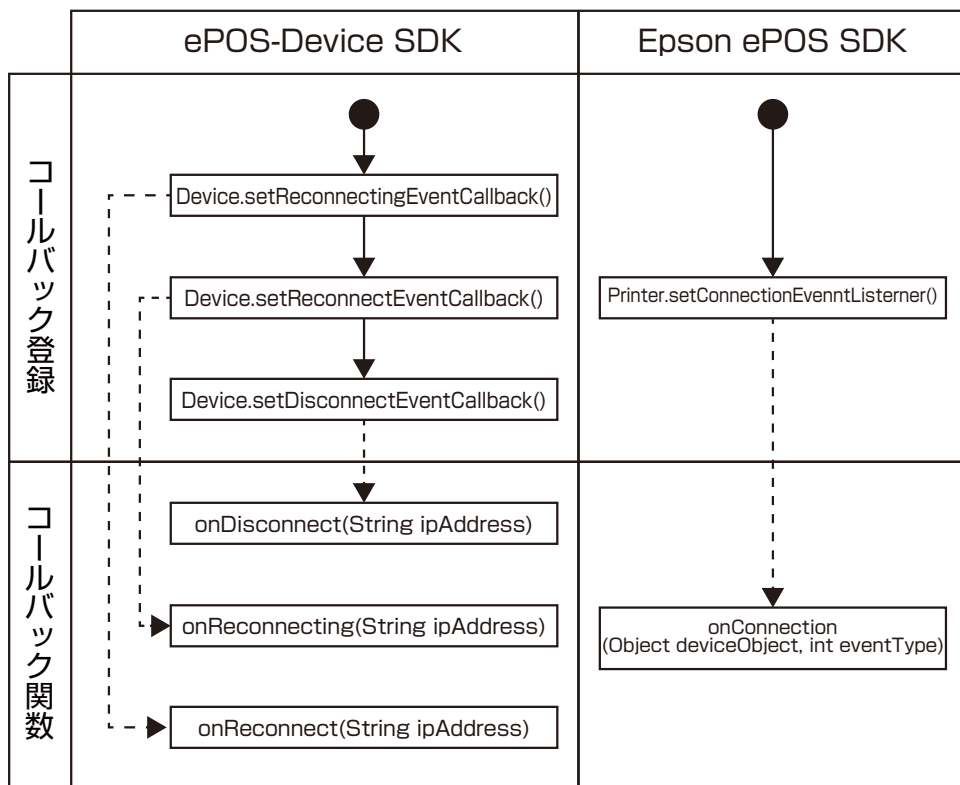 ePOS-Device SDK
Epson ePOS SDK
コールバック登録
Device.setReconnectingEventCallback()
Device.setReconnectEventCallback()
Device.setDisconnectEventCallback()
Printer.setConnectionEvenntListerner()
コールバック関数
onDisconnect(String ipAddress)
onReconnecting(String ipAddress)
onReconnect(String ipAddress)
onConnection
(Object deviceObject, int eventType)